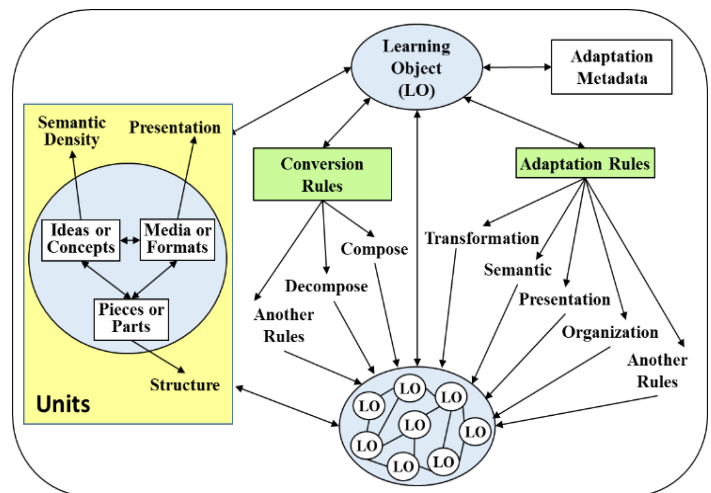 Learning
Object
(LO)
Adaptation
Metadata
Semantic
Density
Presentation
Ideas or
Concepts
Media or
Formats
Pieces or
Parts
Structure
Units
Conversion
Rules
Compose
Decompose
Another
Rules
Adaptation Rules
Transformation
Semantic
Presentation
Organization
Another
Rules
LO
LO
LO
LO
LO
LO
LO
LO